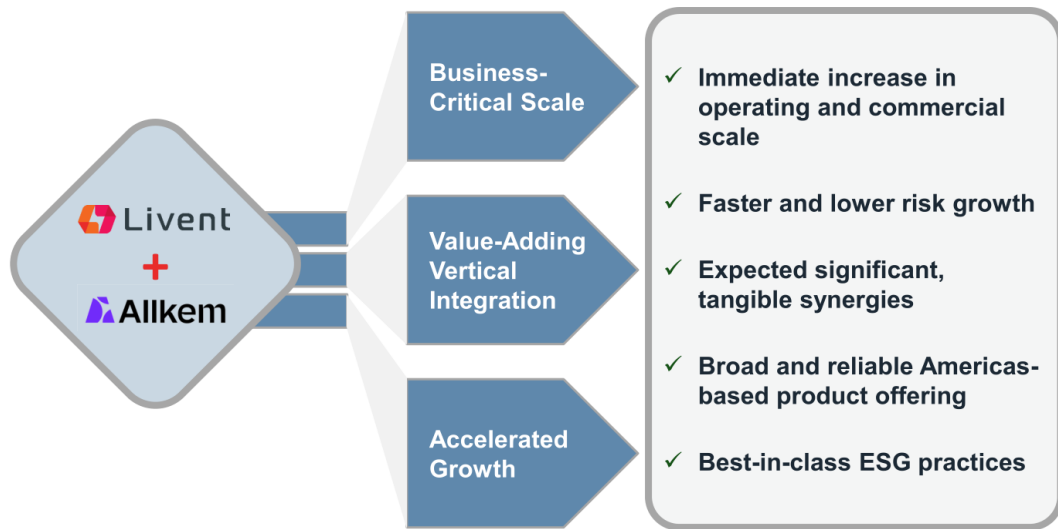 Livent
+
Allkem
Business-
Critical Scale
Value-Adding
Vertical
Integration
Accelerated
Growth
✓ Immediate increase in
operating and commercial
scale
✓ Faster and lower risk growth
✓ Expected significant,
tangible synergies
✓ Broad and reliable Americas-
based product offering
✓ Best-in-class ESG practices